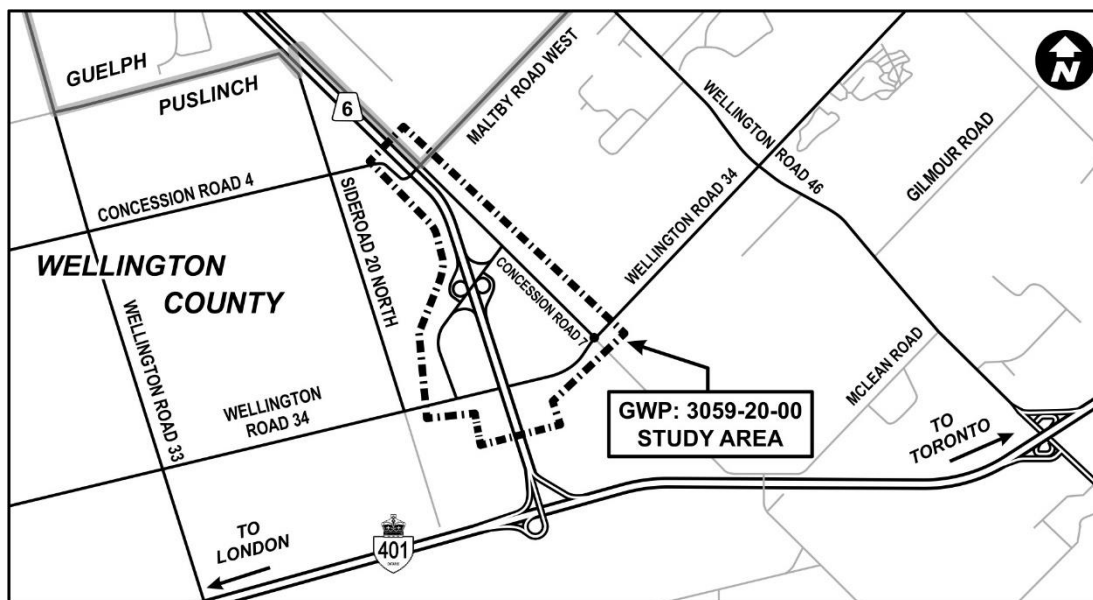 GUELPH
PUSLINCH
6
MALTBY ROAD WEST
N
WELLINGTON ROAD 46
GILMOUR ROAD
CONCESSION ROAD 4
SIDEROAD 20 NORTH
WELLINGTON ROAD 34
WELLINGTON
COUNTY
CONCESSION ROAD 7
WELLINGTON ROAD 33
WELLINGTON
ROAD 34
MCLEAN ROAD
GWP: 3059-20-00
STUDY AREA
TO
TORONTO
TO
LONDON
401